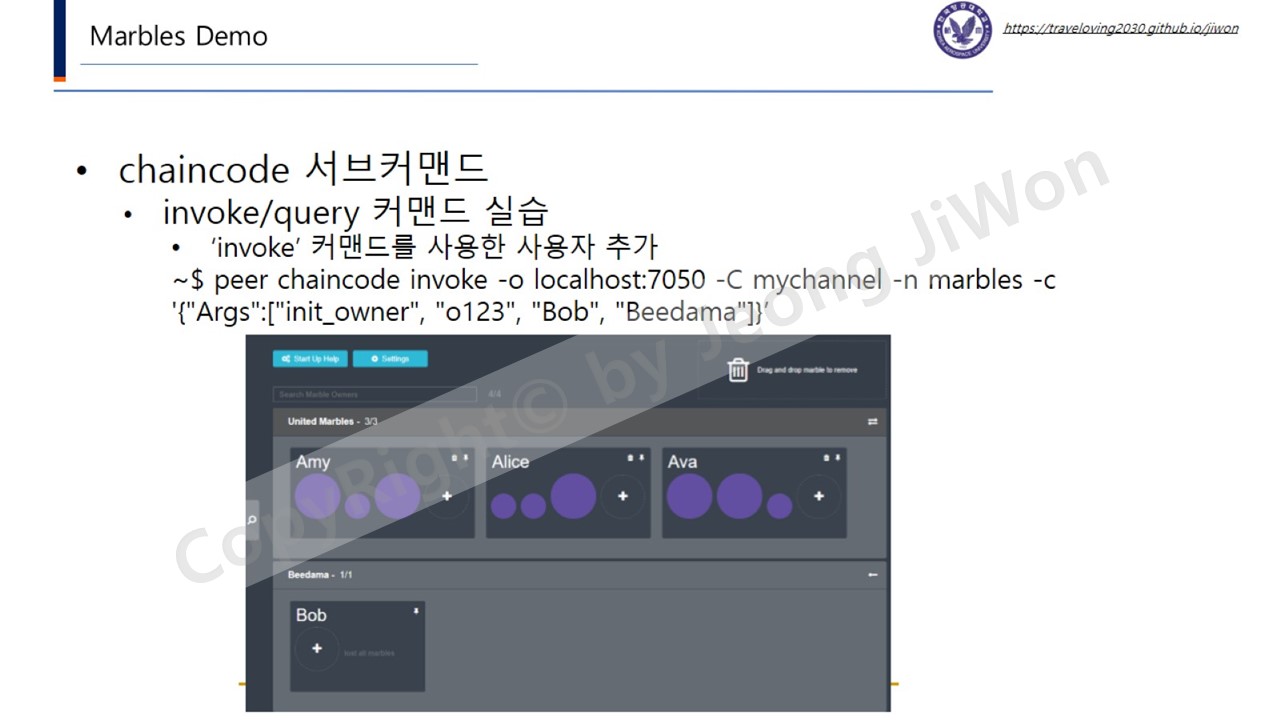 Marbles Demo
https://traveloving2030.github.io/jiwon
• chaincode 서브커맨드
• invoke/query 커맨드 실습
• ‘invoke’ 커맨드를 사용한 사용자 추가
~$ peer chaincode invoke -o localhost:7050 -C mychannel -n marbles -c
'{"Args":["init_owner", "o123", "Bob", "Beedama"]}’
Start Up Help
Settings
Drag and drop marble to remove
Search Marble Owners
4/4
United Marbles - 3/3
Amy
Alice
Ava
Beedama - 1/1
Bob
CopyRight© by Jeong JiWon